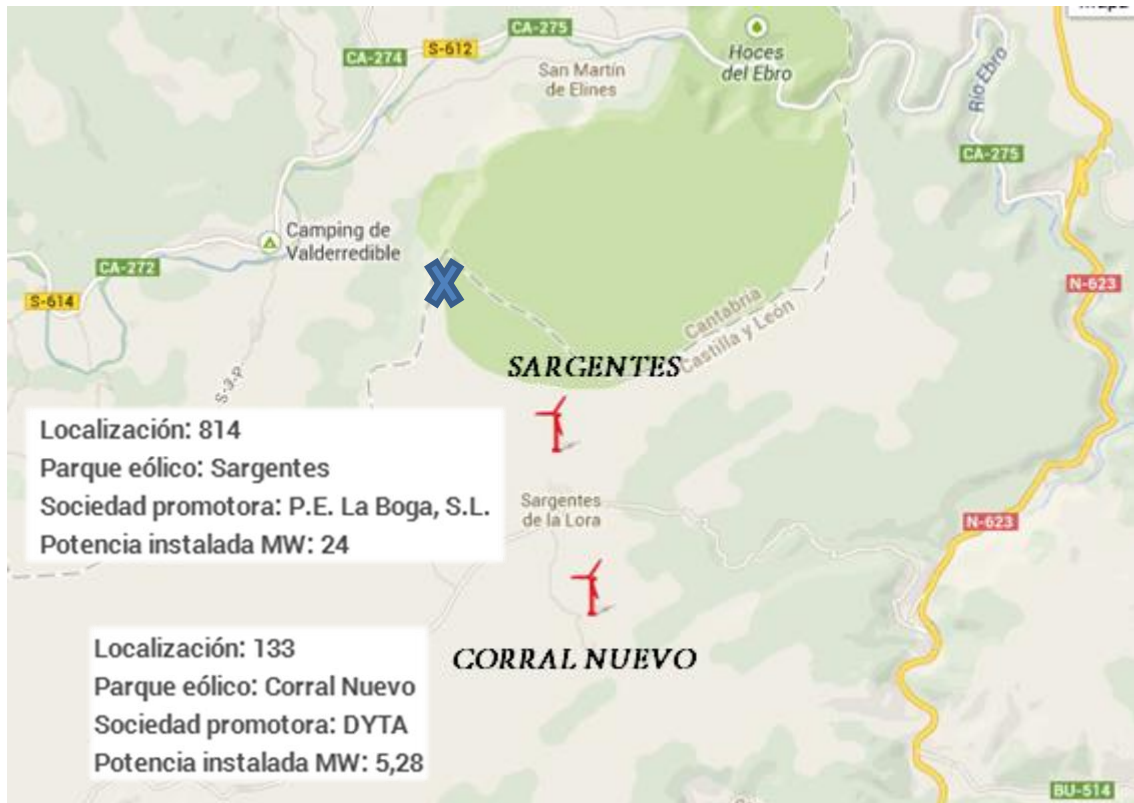 CA-275
CA-274
S-612
San Martín
de Elines
Hoces
del Ebro
Río Ebro
CA-275
Camping de
Valderredible
CA-272
S-614
N-623
Cantabria
Castilla y León
SARGENTES
S-3-P
Localización: 814
Parque eólico: Sargentes
Sociedad promotora: P.E. La Boga, S.L.
Potencia instalada MW: 24
Sargentes
de la Lora
N-623
Localización: 133
Parque eólico: Corral Nuevo
Sociedad promotora: DYTA
Potencia instalada MW: 5,28
CORRAL NUEVO
BU-514